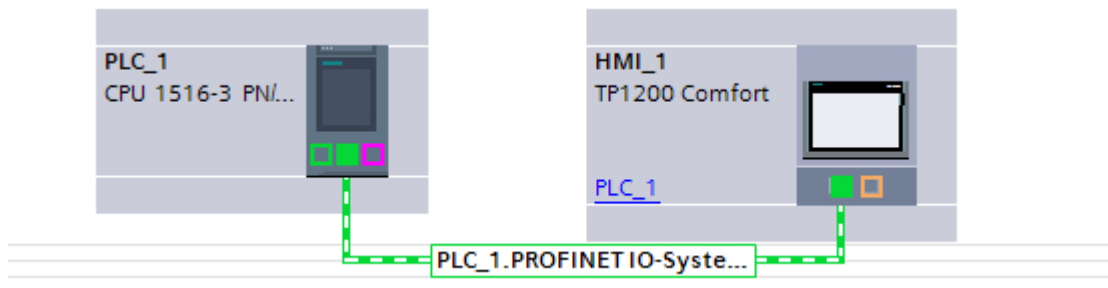 PLC_1
CPU 1516-3 PN/...
HMI_1
TP1200 Comfort
PLC_1
PLC_1.PROFINET IO-Syste...